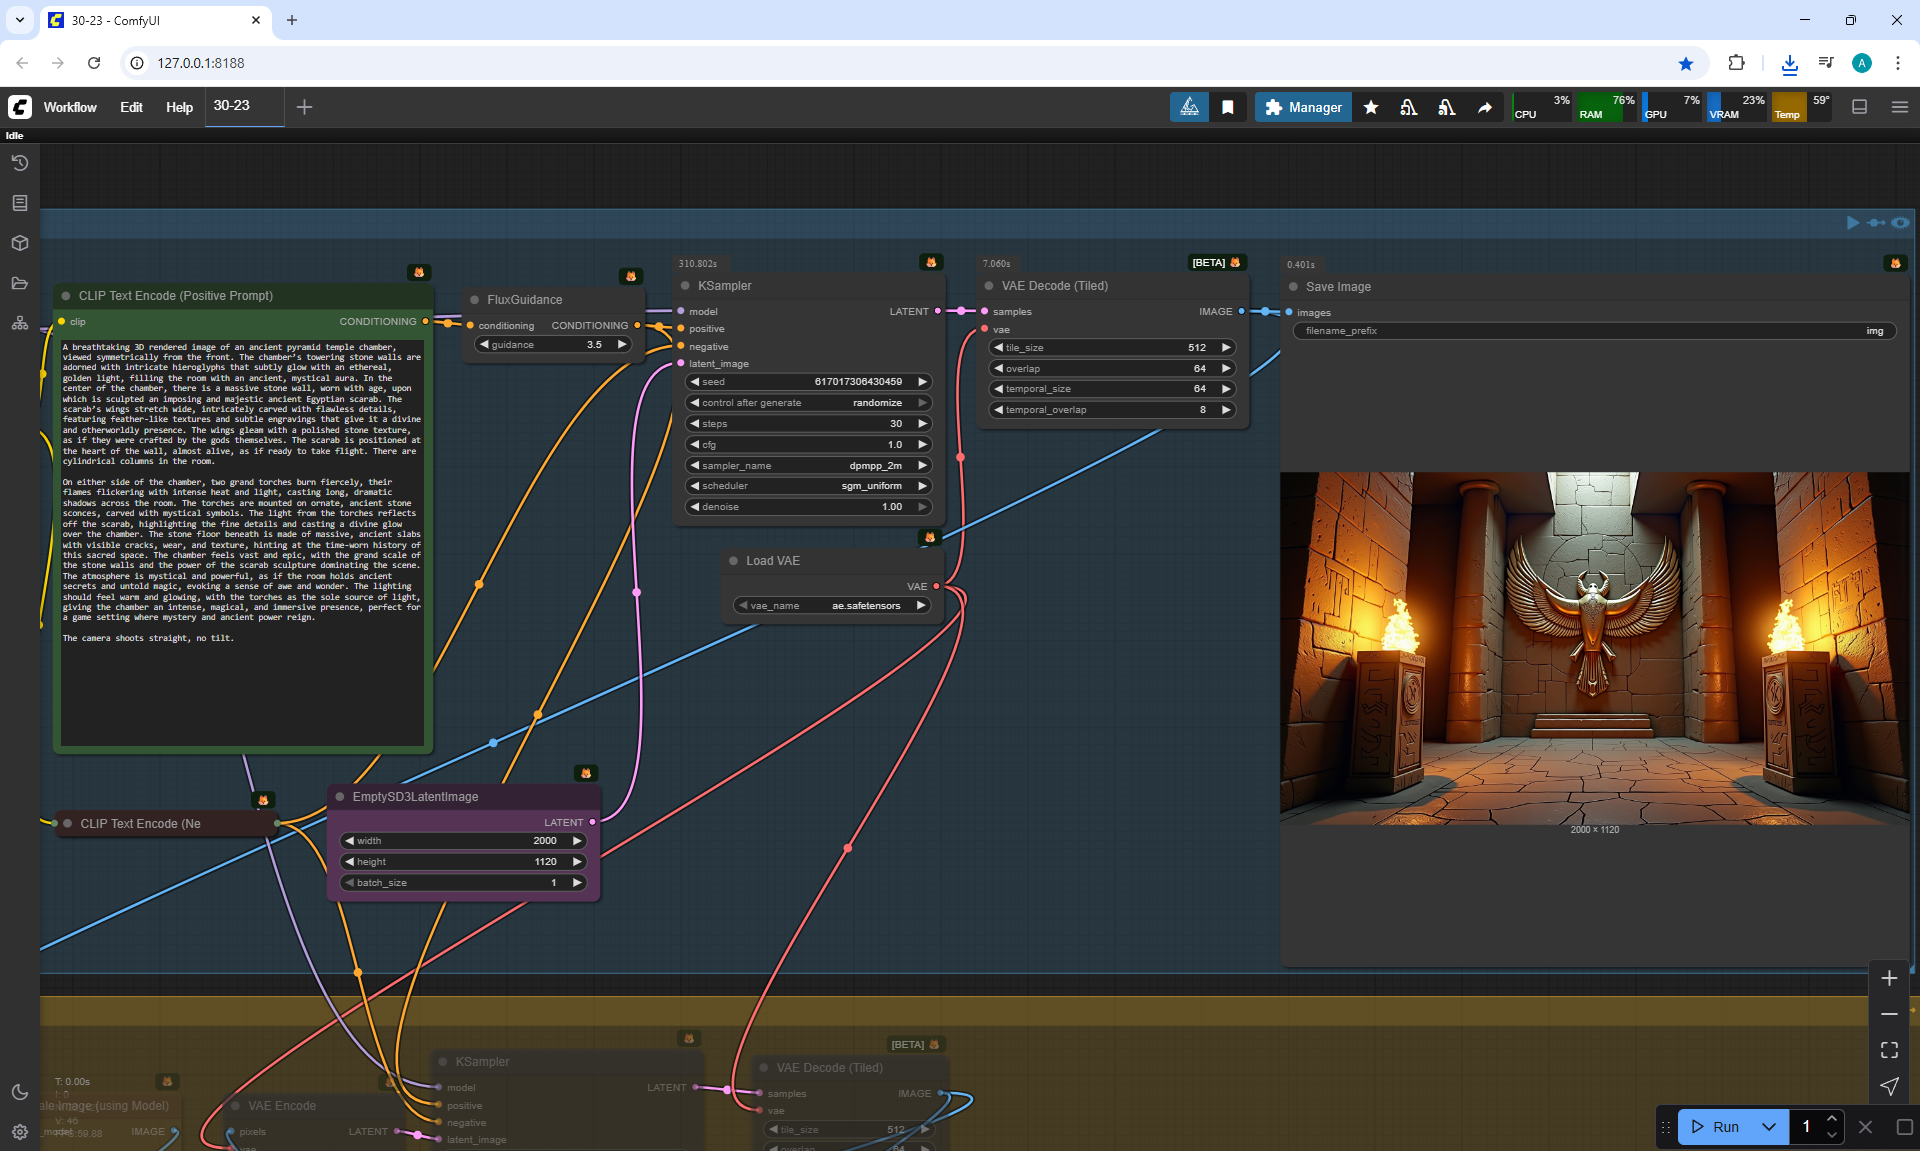 30-23 - ComfyUI
127.0.0.1:8188
A
Workflow
Edit
Help
30-23
Manager
CPU 3%
RAM 76%
GPU 7%
VRAM 23%
Temp 59°
Idle
CLIP Text Encode (Positive Prompt)
clip
CONDITIONING
A breathtaking 3D rendered image of an ancient pyramid temple chamber,
viewed symmetrically from the front. The chamber's towering stone walls are
adorned with intricate hieroglyphs that subtly glow with an ethereal,
golden light, filling the room with an ancient, mystical aura. In the
center of the chamber, there is a massive stone wall, worn with age, upon
which is sculpted an imposing and majestic ancient Egyptian scarab. The
scarab's wings stretch wide, intricately carved with flawless details,
featuring feather-like textures and subtle engravings that give it a divine
and otherworldly presence. The wings gleam with a polished stone texture,
as if they were crafted by the gods themselves. The scarab is positioned at
the heart of the wall, almost alive, as if ready to take flight. There are
cylindrical columns in the room.
On either side of the chamber, two grand torches burn fiercely, their
flames flickering with intense heat and light, casting long, dramatic
shadows across the room. The torches are mounted on ornate, ancient stone
sconces, carved with mystical symbols. The light from the torches reflects
off the scarab, highlighting the fine details and casting a divine glow
over the chamber. The stone floor beneath is made of massive, ancient slabs
with visible cracks, wear, and texture, hinting at the time-worn history of
this sacred space. The chamber feels vast and epic, with the grand scale of
the stone walls and the power of the scarab sculpture dominating the scene.
The atmosphere is mystical and powerful, as if the room holds ancient
secrets and untold magic, evoking a sense of awe and wonder. The lighting
should feel warm and glowing, with the torches as the sole source of light,
giving the chamber an intense, magical, and immersive presence, perfect for
a game setting where mystery and ancient power reign.
The camera shoots straight, no tilt.
FluxGuidance
conditioning
CONDITIONING
guidance 3.5
310.802s
KSampler
model
LATENT
positive
negative
latent_image
seed 617017306430459
control after generate randomize
steps 30
cfg 1.0
sampler_name dpmpp_2m
scheduler sgm_uniform
denoise 1.00
7.060s
[BETA]
VAE Decode (Tiled)
samples
IMAGE
vae
tile_size 512
overlap 64
temporal_size 64
temporal_overlap 8
0.401s
Save Image
images
filename_prefix img
2000 × 1120
Load VAE
VAE
vae_name ae.safetensors
CLIP Text Encode (Ne
EmptySD3LatentImage
LATENT
width 2000
height 1120
batch_size 1
KSampler
model
LATENT
positive
negative
latent_image
[BETA]
VAE Decode (Tiled)
samples
IMAGE
vae
tile_size 512
overlap 64
T: 0.00s
ale Image (using Model)
IMAGE
VAE Encode
pixels
LATENT
vae
Run
1